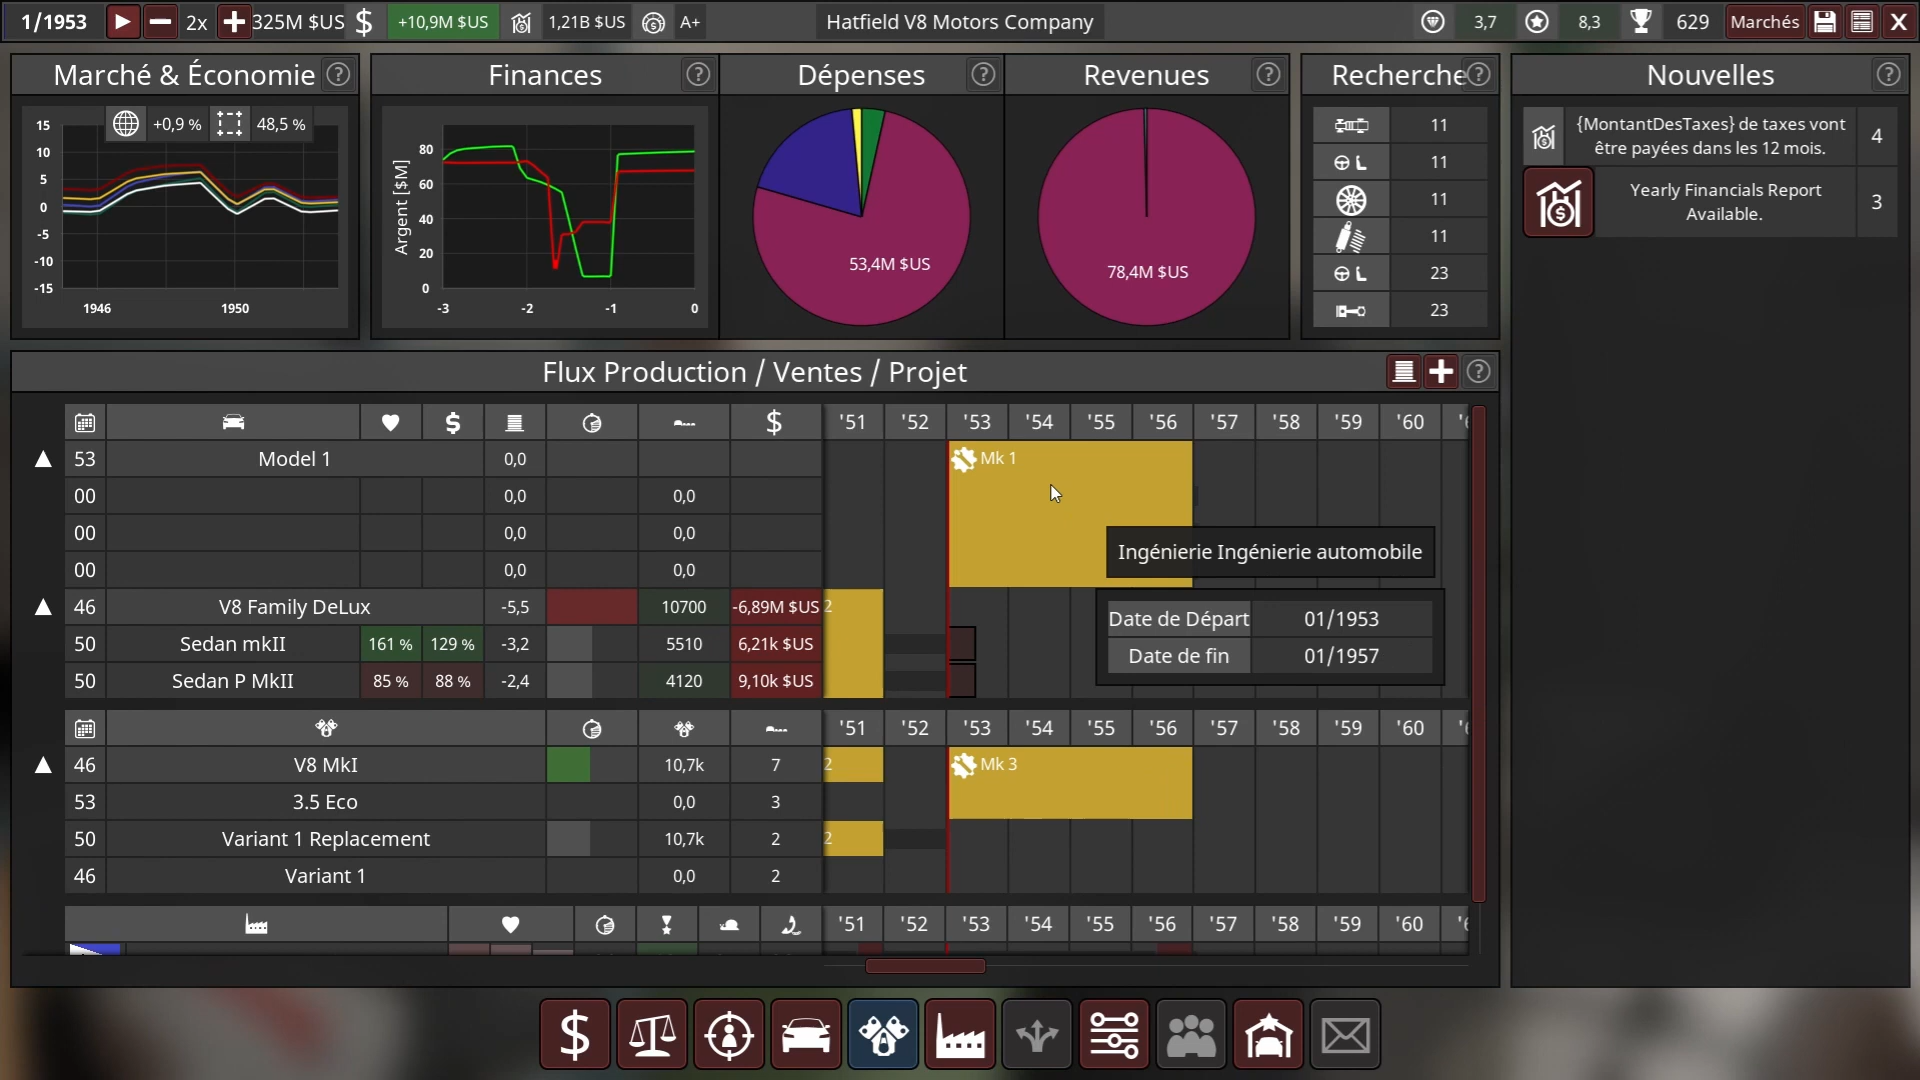 1/1953 2x 325M $US +10,9M $US 1,21B $US A+ Hatfield V8 Motors Company 3,7 8,3 629 Marchés
Marché & Économie
+0,9 % 48,5 %
15
10
5
0
-5
-10
-15
1946 1950
Finances
Argent [$M]
80
60
40
20
0
-3 -2 -1 0
Dépenses
53,4M $US
Revenues
78,4M $US
Recherche
11
11
11
11
23
23
Nouvelles
{MontantDesTaxes} de taxes vont
être payées dans les 12 mois.
4
Yearly Financials Report
Available.
3
Flux Production / Ventes / Projet
'51 '52 '53 '54 '55 '56 '57 '58 '59 '60
53 Model 1 0,0 Mk 1
00 0,0 0,0
00 0,0 0,0
00 0,0 0,0
46 V8 Family DeLux -5,5 10700 -6,89M $US 2
50 Sedan mkII 161 % 129 % -3,2 5510 6,21k $US
50 Sedan P MkII 85 % 88 % -2,4 4120 9,10k $US
Ingénierie Ingénierie automobile
Date de Départ 01/1953
Date de fin 01/1957
'51 '52 '53 '54 '55 '56 '57 '58 '59 '60
46 V8 MkI 10,7k 7 2 Mk 3
53 3.5 Eco 0,0 3
50 Variant 1 Replacement 10,7k 2 2
46 Variant 1 0,0 2
'51 '52 '53 '54 '55 '56 '57 '58 '59 '60